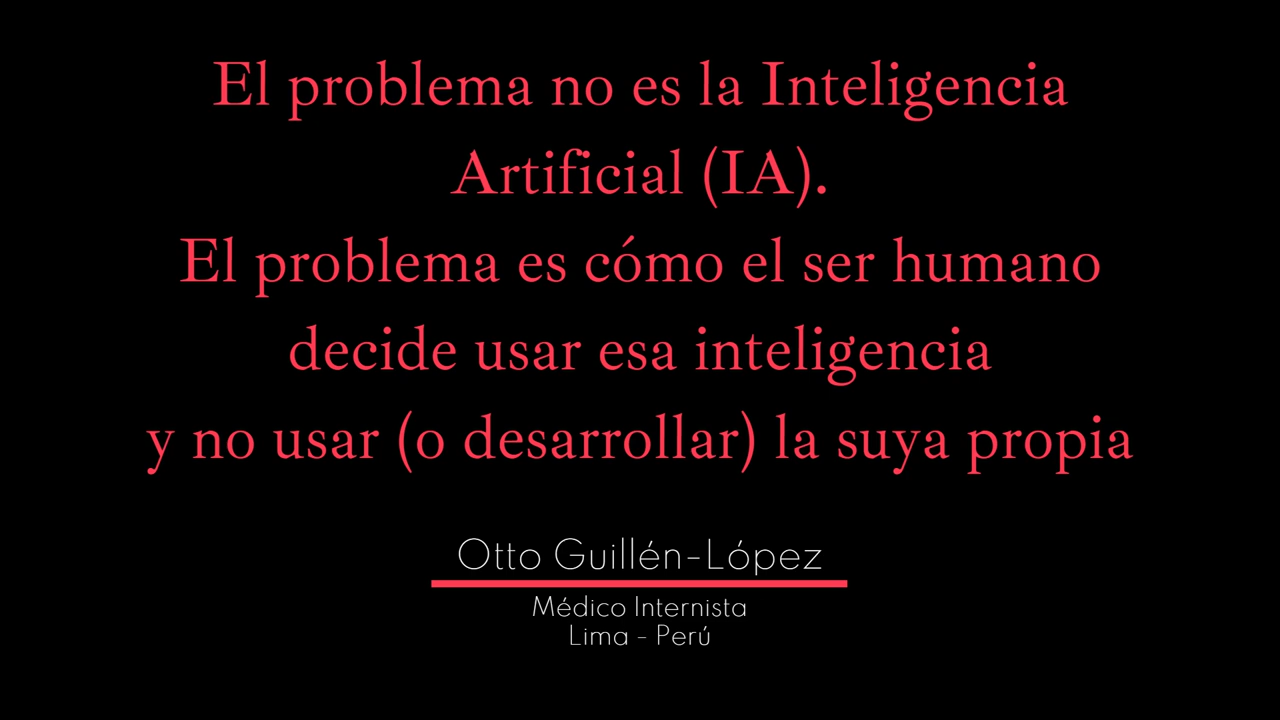 El problema no es la Inteligencia
Artificial (IA).
El problema es cómo el ser humano
decide usar esa inteligencia
y no usar (o desarrollar) la suya propia
Otto Guillén-López
Médico Internista
Lima - Perú